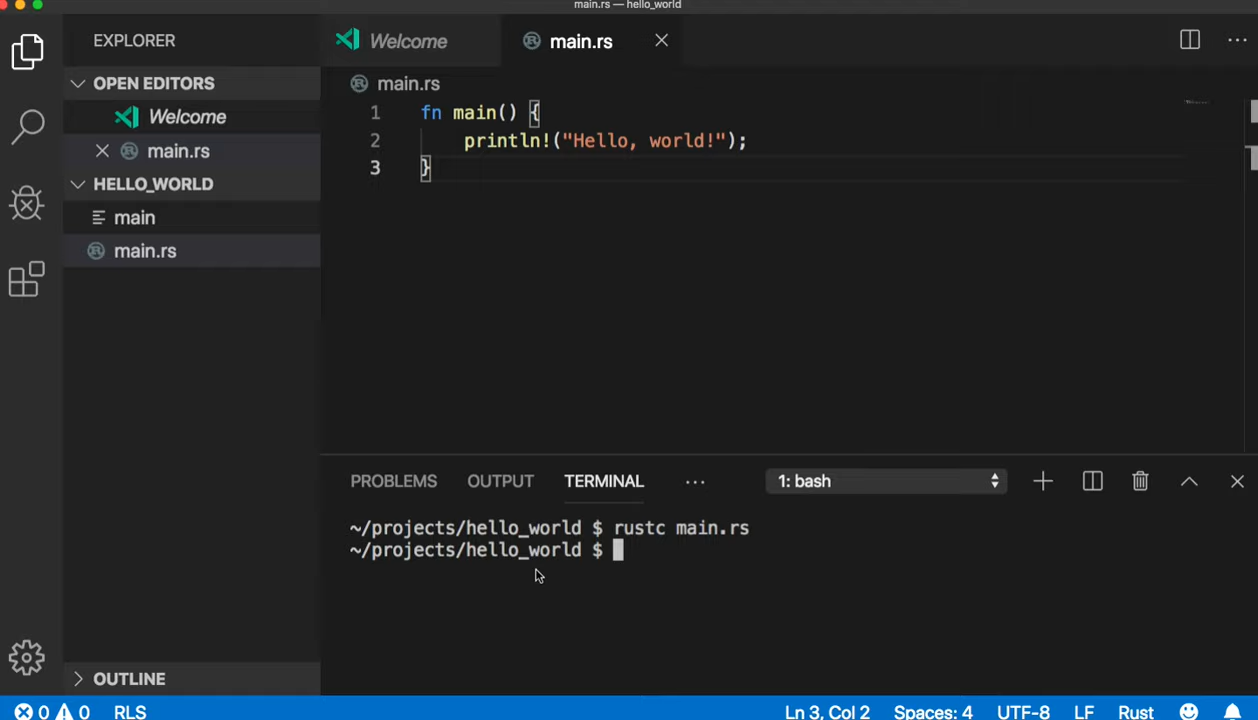 main.rs — hello_world
EXPLORER
OPEN EDITORS
Welcome
main.rs
HELLO_WORLD
main
main.rs
OUTLINE
Welcome
main.rs
main.rs
1 fn main() {
2 println!("Hello, world!");
3 }
PROBLEMS OUTPUT TERMINAL ··· 1: bash
~/projects/hello_world $ rustc main.rs
~/projects/hello_world $
0 0 RLS Ln 3, Col 2 Spaces: 4 UTF-8 LF Rust